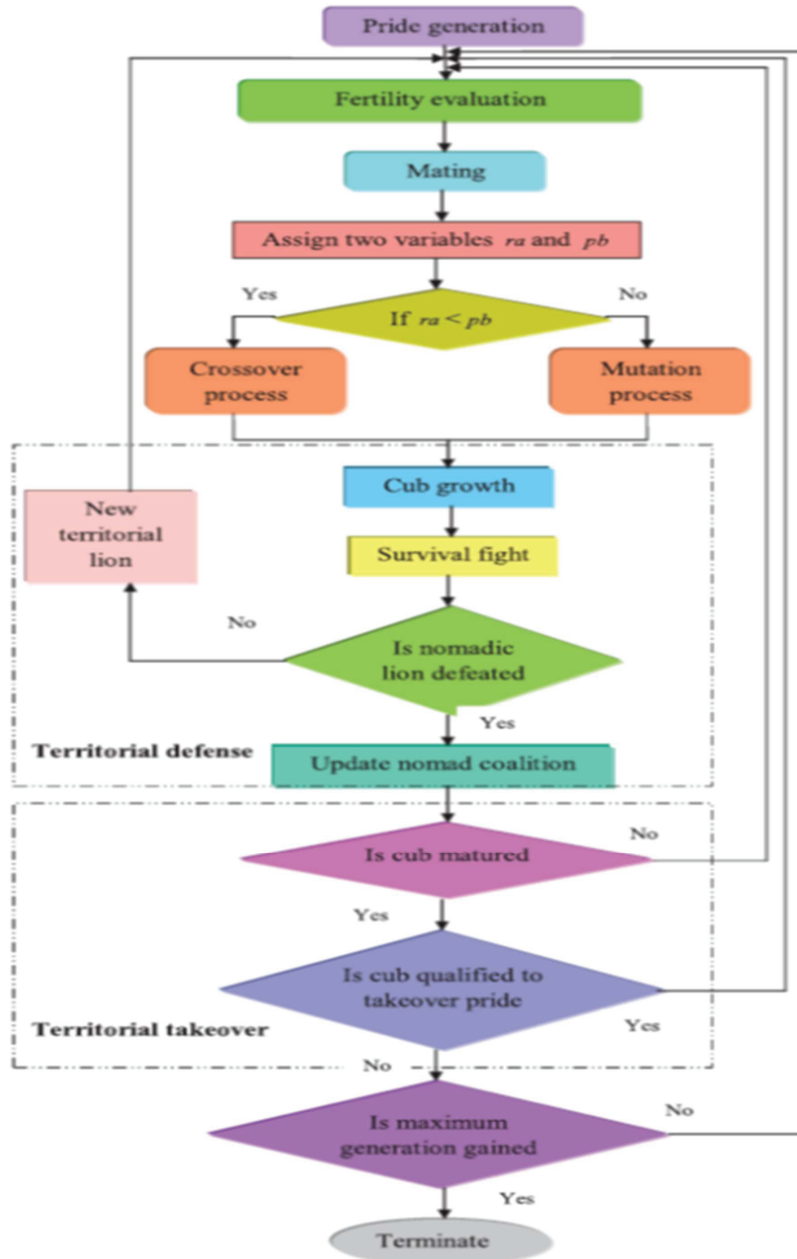 Pride generation
Fertility evaluation
Mating
Assign two variables ra and pb
Yes
No
If ra < pb
Crossover
process
Mutation
process
Cub growth
New
territorial
lion
Survival fight
No
Is nomadic
lion defeated
Yes
Territorial defense
Update nomad coalition
No
Is cub matured
Yes
Is cub qualified to
takeover pride
Yes
Territorial takeover
No
Is maximum
generation gained
No
Yes
Terminate